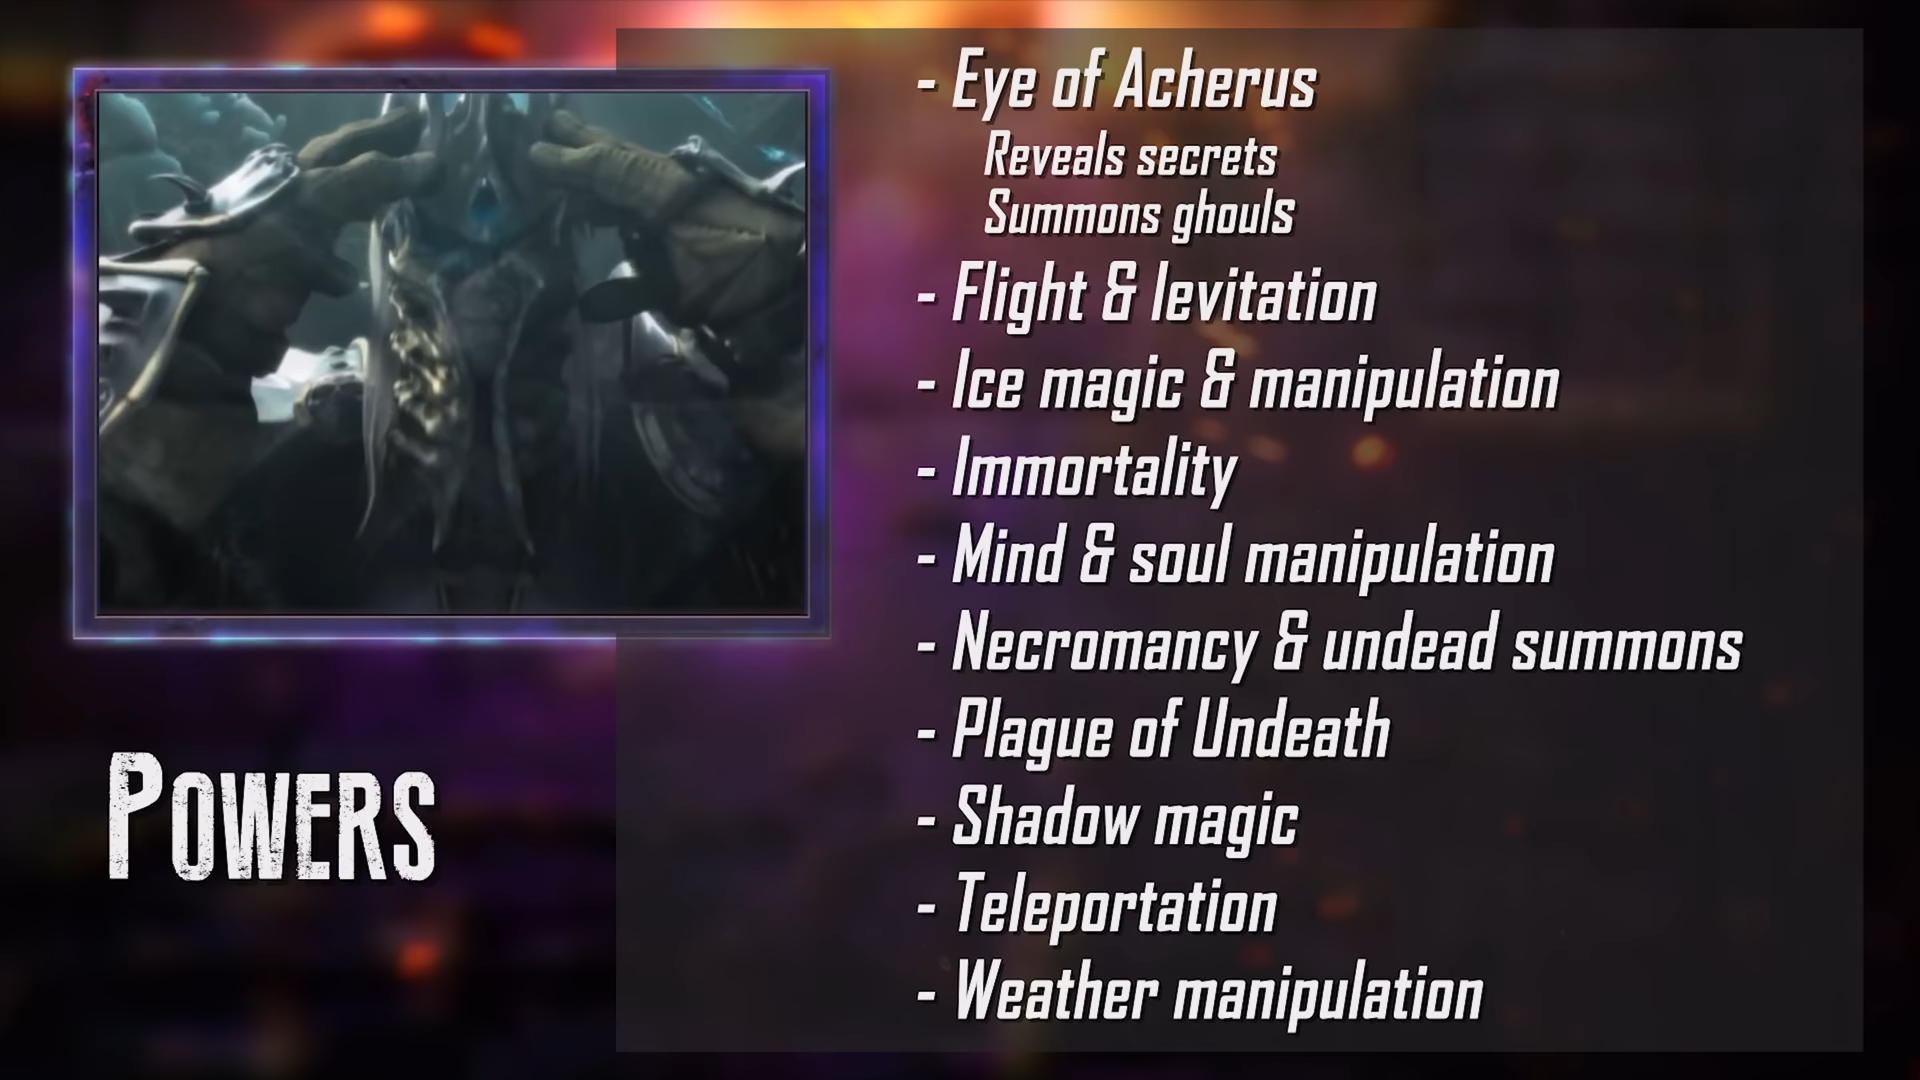 - Eye of Acherus
Reveals secrets
Summons ghouls
- Flight & levitation
- Ice magic & manipulation
- Immortality
- Mind & soul manipulation
- Necromancy & undead summons
- Plague of Undeath
- Shadow magic
- Teleportation
- Weather manipulation
Powers